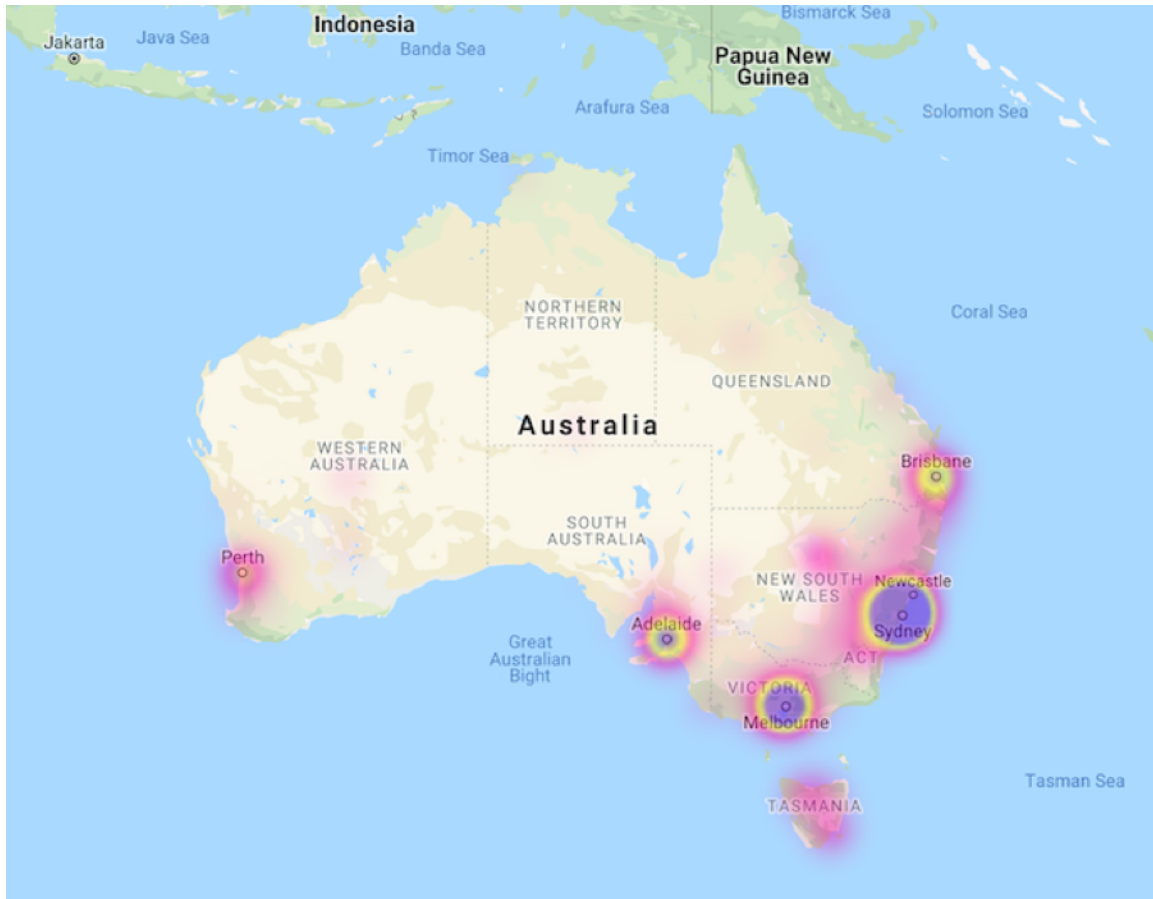 Bismarck Sea
Indonesia
Java Sea
Jakarta
Banda Sea
Papua New
Guinea
Arafura Sea
Solomon Sea
Timor Sea
NORTHERN
TERRITORY
Coral Sea
QUEENSLAND
Australia
WESTERN
AUSTRALIA
Brisbane
SOUTH
AUSTRALIA
Perth
NEW SOUTH
WALES
Newcastle
Adelaide
Sydney
Great
Australian
Bight
ACT
VICTORIA
Melbourne
Tasman Sea
TASMANIA